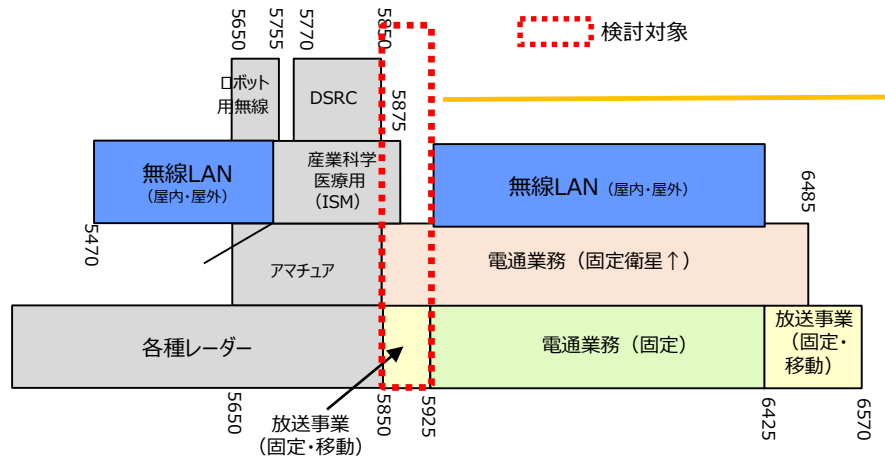 5650
5755
5770
5850
検討対象
ロボット
用無線
DSRC
5875
無線LAN
（屋内・屋外）
産業科学
医療用
（ISM）
無線LAN（屋内・屋外）
6485
5470
アマチュア
電通業務（固定衛星↑）
各種レーダー
電通業務（固定）
放送事業
（固定・
移動）
5650
5850
5925
6425
6570
放送事業
（固定・移動）